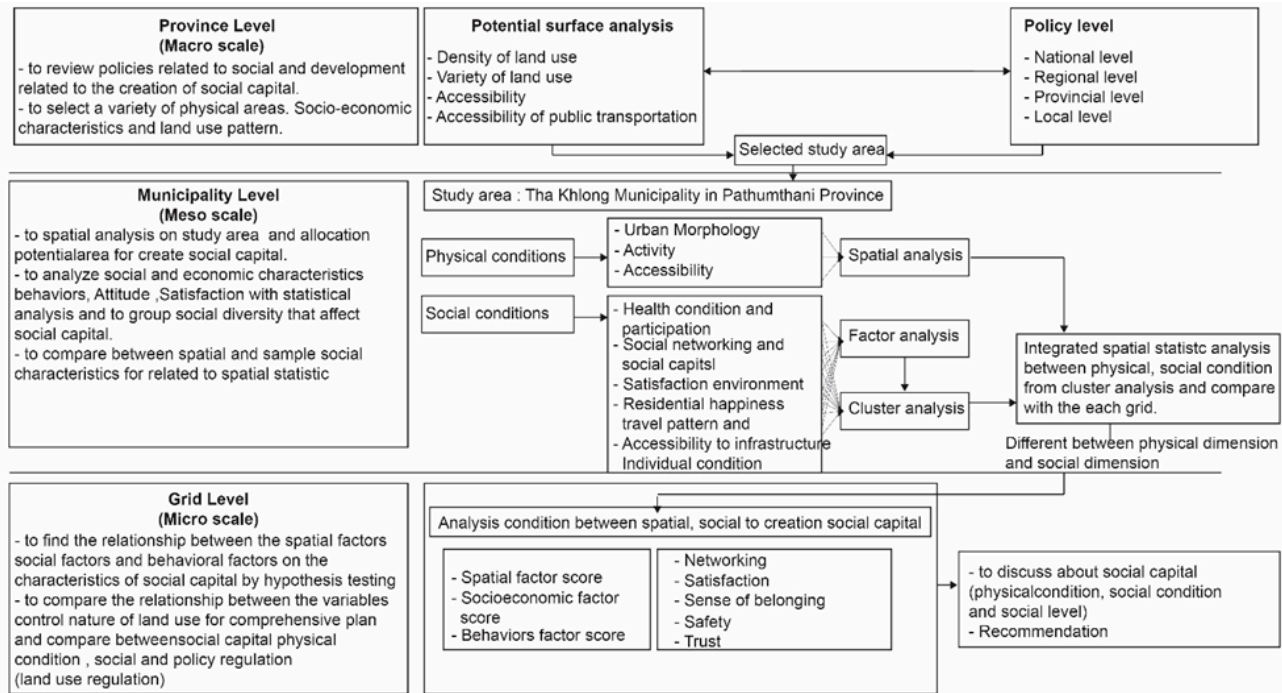 Province Level
(Macro scale)
- to review policies related to social and development
related to the creation of social capital.
- to select a variety of physical areas. Socio-economic
characteristics and land use pattern.
Potential surface analysis
- Density of land use
- Variety of land use
- Accessibility
- Accessibility of public transportation
Policy level
- National level
- Regional level
- Provincial level
- Local level
Selected study area
Municipality Level
(Meso scale)
- to spatial analysis on study area and allocation
potentialarea for create social capital.
- to analyze social and economic characteristics
behaviors, Attitude ,Satisfaction with statistical
analysis and to group social diversity that affect
social capital.
- to compare between spatial and sample social
characteristics for related to spatial statistic
Study area : Tha Khlong Municipality in Pathumthani Province
Physical conditions
- Urban Morphology
- Activity
- Accessibility
Spatial analysis
Social conditions
- Health condition and
participation
- Social networking and
social capitsl
- Satisfaction environment
- Residential happiness
travel pattern and
- Accessibility to infrastructure
Individual condition
Factor analysis
Cluster analysis
Integrated spatial statistc analysis
between physical, social condition
from cluster analysis and compare
with the each grid.
Different between physical dimension
and social dimension
Grid Level
(Micro scale)
- to find the relationship between the spatial factors
social factors and behavioral factors on the
characteristics of social capital by hypothesis testing
- to compare the relationship between the variables
control nature of land use for comprehensive plan
and compare betweensocial capital physical
condition , social and policy regulation
(land use regulation)
Analysis condition between spatial, social to creation social capital
- Spatial factor score
- Socioeconomic factor
score
- Behaviors factor score
- Networking
- Satisfaction
- Sense of belonging
- Safety
- Trust
- to discuss about social capital
(physicalcondition, social condition
and social level)
- Recommendation